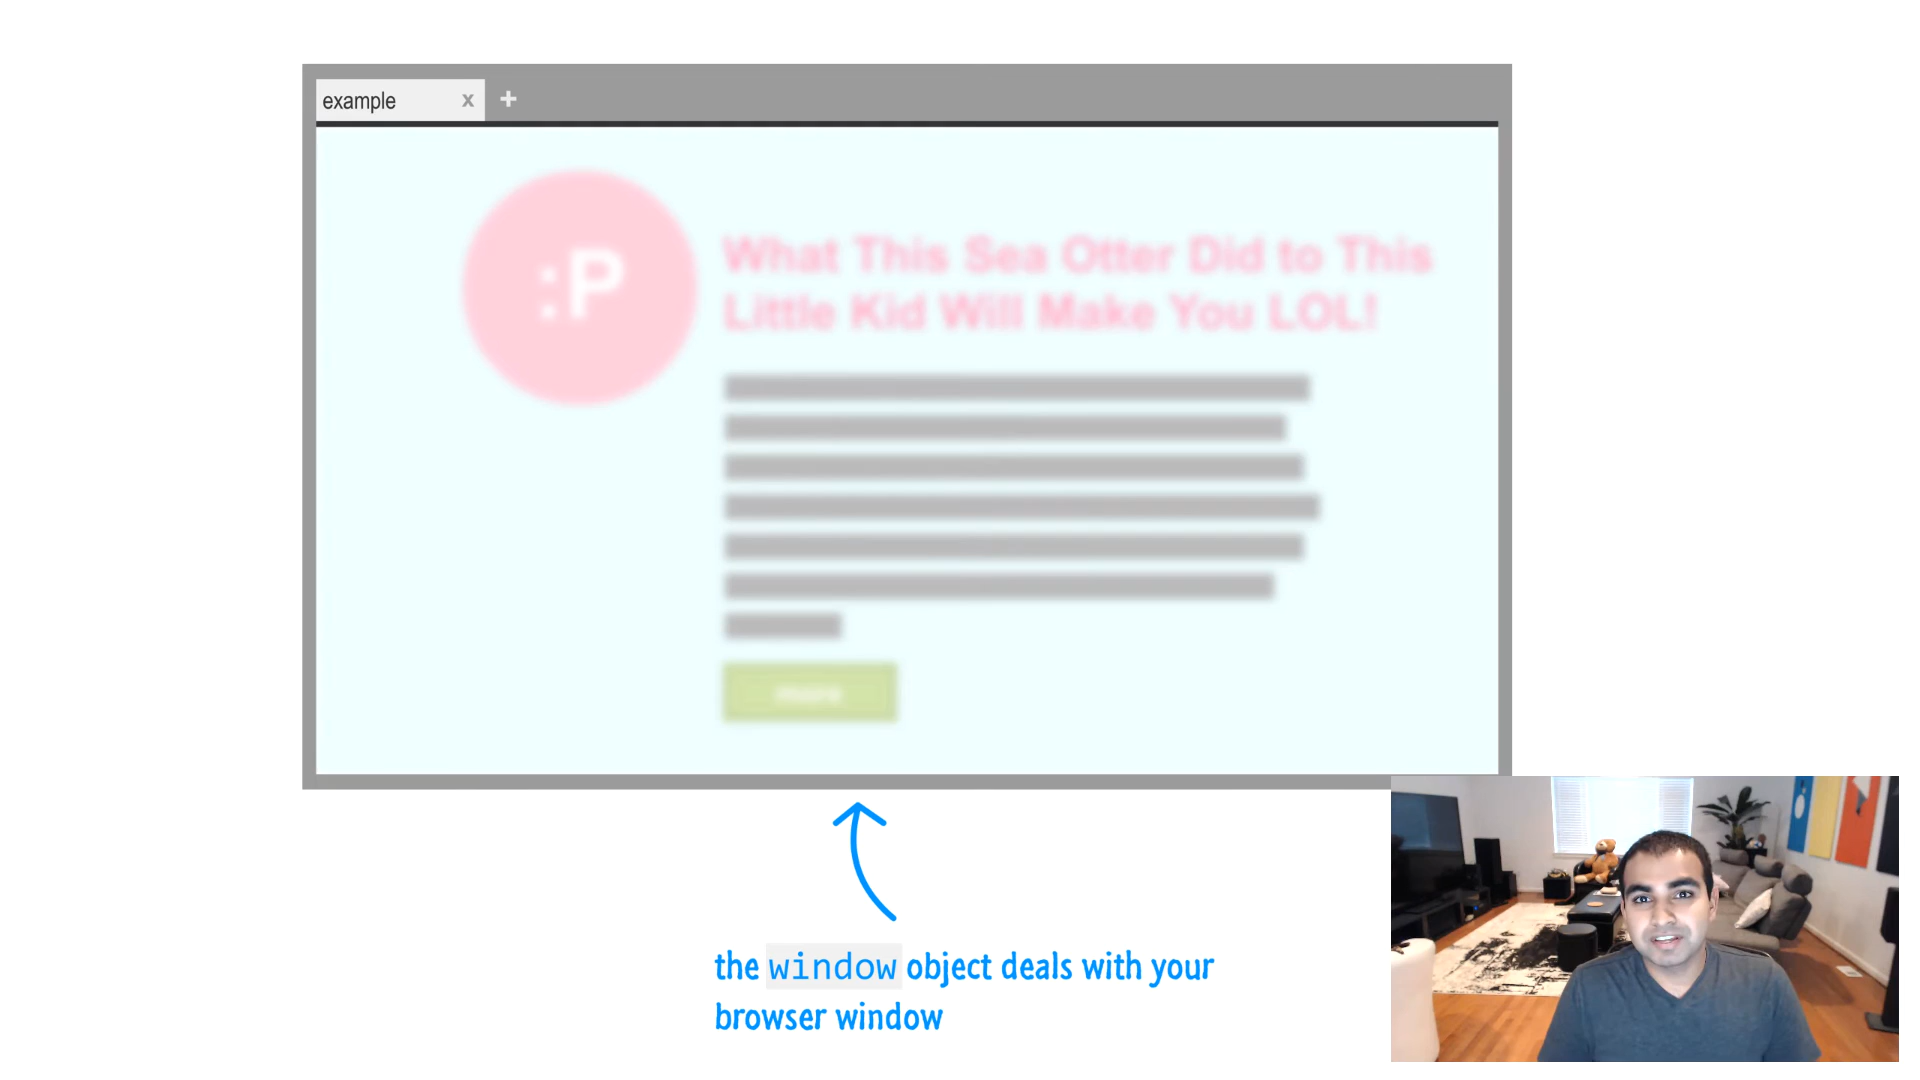 example x +
:P
What This Sea Otter Did to This
Little Kid Will Make You LOL!
more
the window object deals with your
browser window